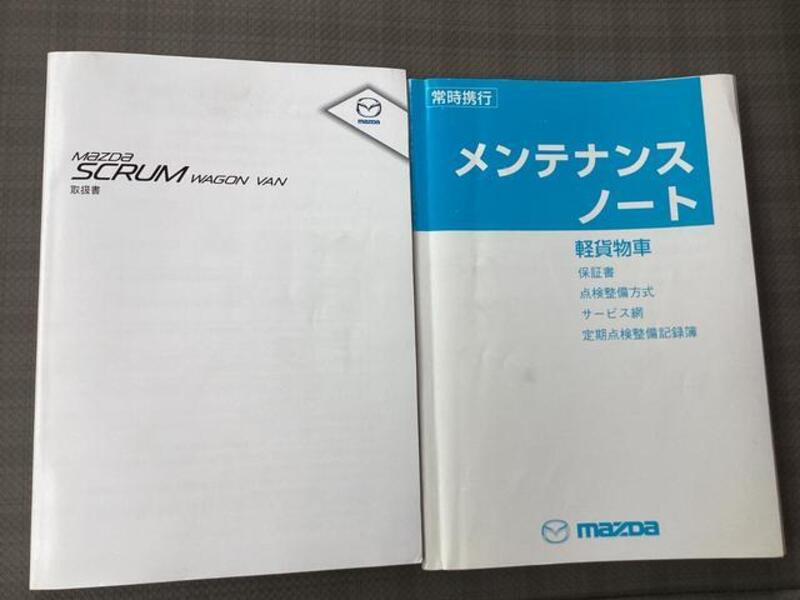 mazda
mazda
SCRUM WAGON VAN
取扱書
常時携行
メンテナンス
ノート
軽貨物車
保証書
点検整備方式
サービス網
定期点検整備記録簿
mazda